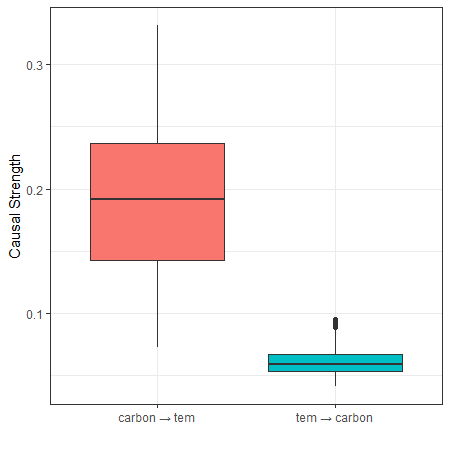 Causal Strength
0.3
0.2
0.1
carbon → tem
tem → carbon